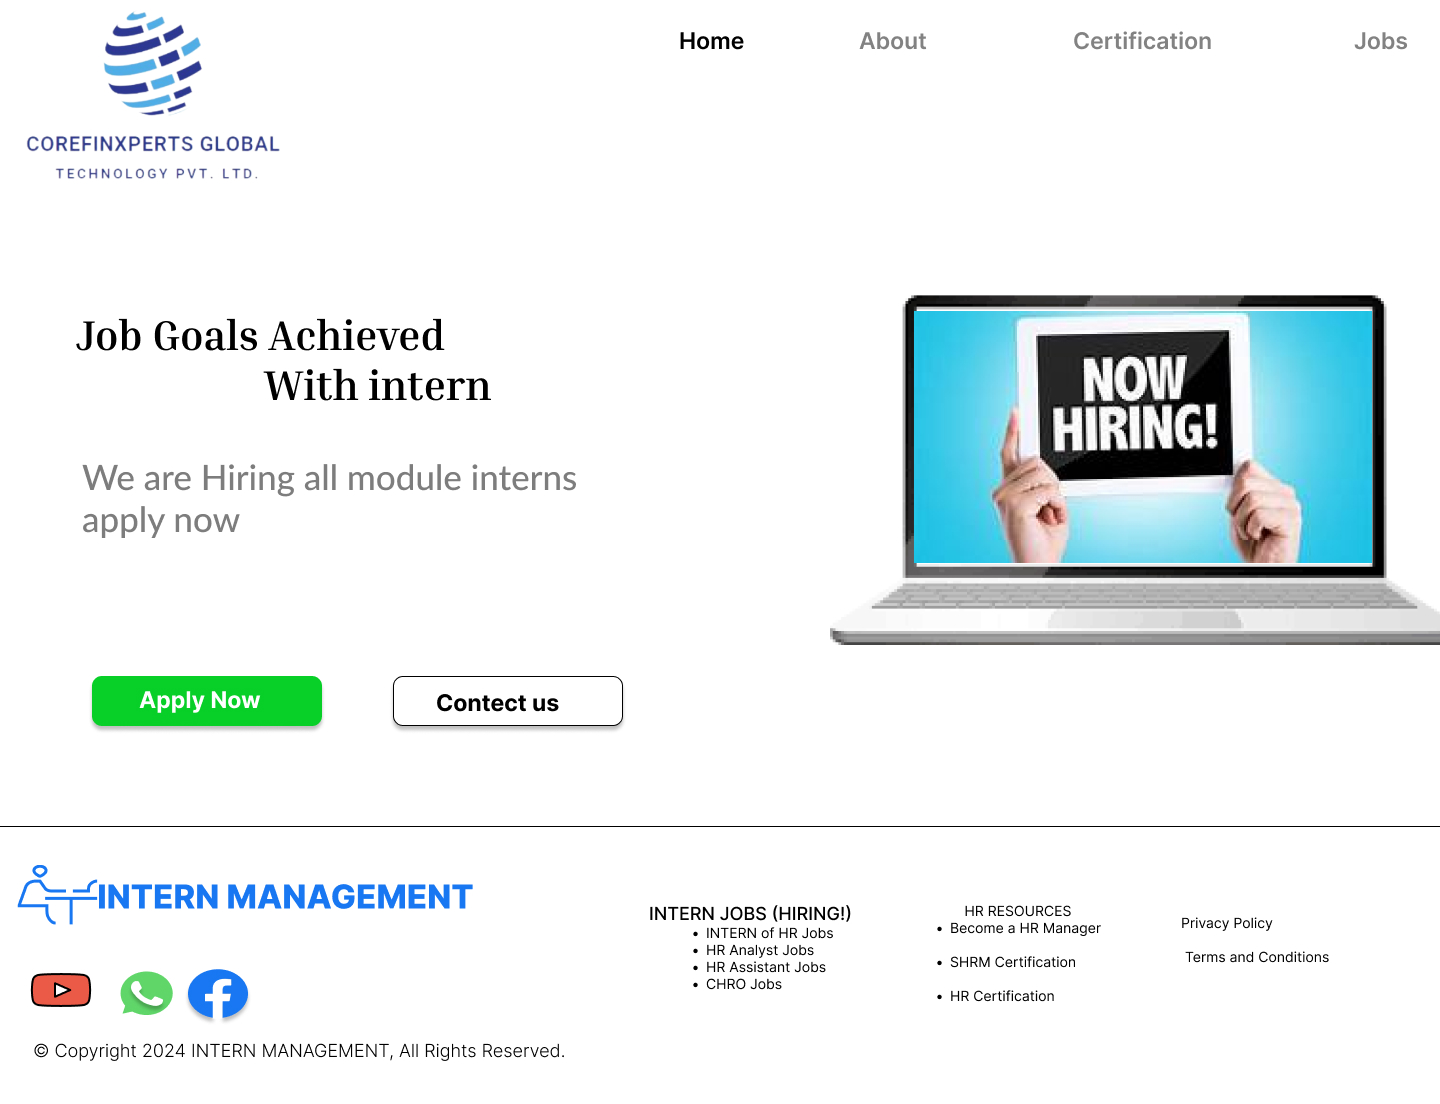 Home About Certification Jobs
COREFINXPERTS GLOBAL
TECHNOLOGY PVT. LTD.
Job Goals Achieved
With intern
We are Hiring all module interns
apply now
NOW
HIRING!
Apply Now
Contect us
INTERN MANAGEMENT
INTERN JOBS (HIRING!)
• INTERN of HR Jobs
• HR Analyst Jobs
• HR Assistant Jobs
• CHRO Jobs
HR RESOURCES
• Become a HR Manager
• SHRM Certification
• HR Certification
Privacy Policy
Terms and Conditions
© Copyright 2024 INTERN MANAGEMENT, All Rights Reserved.